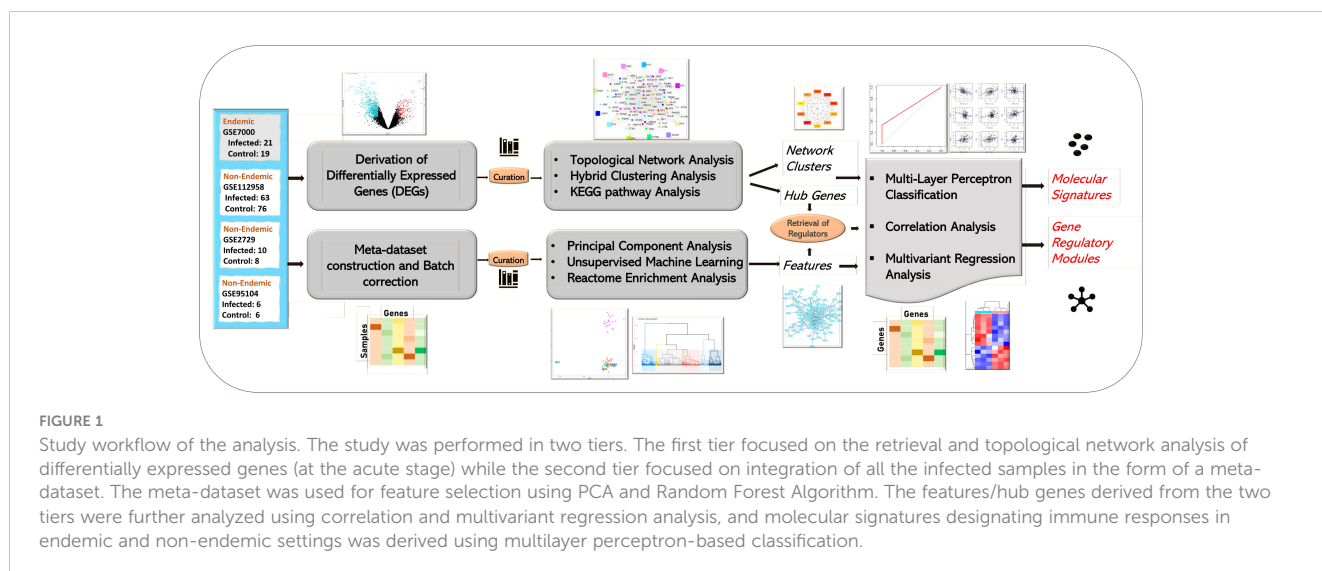 Endemic
GSE7000
Infected: 21
Control: 19
Non-Endemic
GSE112958
Infected: 63
Control: 76
Non-Endemic
GSE2729
Infected: 10
Control: 8
Non-Endemic
GSE95104
Infected: 6
Control: 6
Derivation of
Differentially Expressed
Genes (DEGs)
Curation
• Topological Network Analysis
• Hybrid Clustering Analysis
• KEGG pathway Analysis
Network
Clusters
Hub Genes
Retrieval of
Regulators
Meta-dataset
construction and Batch
correction
Curation
• Principal Component Analysis
• Unsupervised Machine Learning
• Reactome Enrichment Analysis
Features
▪ Multi-Layer Perceptron
Classification
▪ Correlation Analysis
▪ Multivariant Regression
Analysis
Molecular
Signatures
Gene
Regulatory
Modules
Genes
Samples
Genes
Genes
FIGURE 1
Study workflow of the analysis. The study was performed in two tiers. The first tier focused on the retrieval and topological network analysis of
differentially expressed genes (at the acute stage) while the second tier focused on integration of all the infected samples in the form of a meta-
dataset. The meta-dataset was used for feature selection using PCA and Random Forest Algorithm. The features/hub genes derived from the two
tiers were further analyzed using correlation and multivariant regression analysis, and molecular signatures designating immune responses in
endemic and non-endemic settings was derived using multilayer perceptron-based classification.